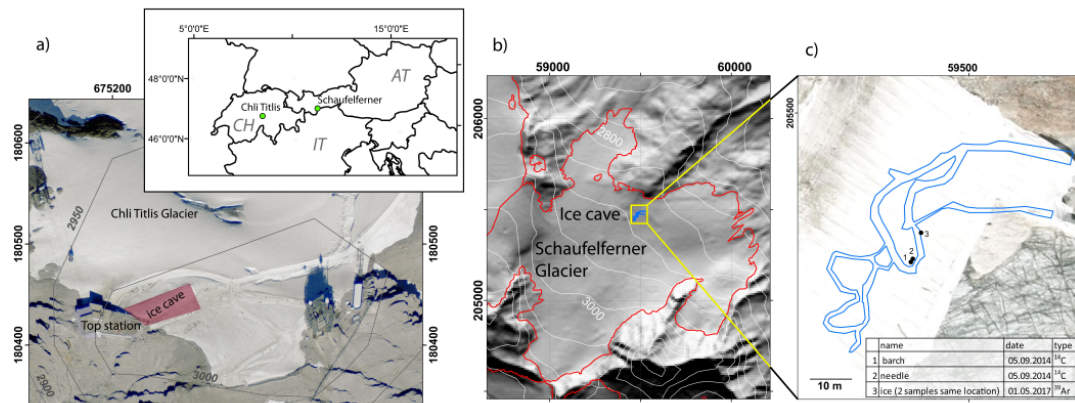 a)
5°0'0"E
15°0'0"E
48°0'0"N
46°0'0"N
AT
Schaufelferner
Chli Titlis
CH
IT
675200
180600
180500
180400
2950
Chli Titlis Glacier
ice cave
Top station
3000
2900
b)
59000
60000
206000
205000
2800
Ice cave
Schaufelferner
Glacier
3000
c)
59500
205500
3
2
1
10 m
name date type
1 barch 05.09.2014 ¹⁴C
2 needle 05.09.2014 ¹⁴C
3 ice (2 samples same location) 01.05.2017 ³⁹Ar